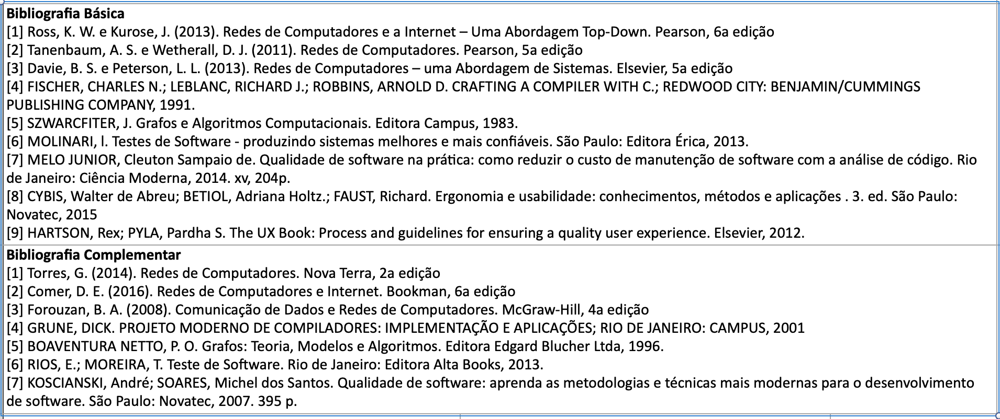 Bibliografia Básica
[1] Ross, K. W. e Kurose, J. (2013). Redes de Computadores e a Internet – Uma Abordagem Top-Down. Pearson, 6a edição
[2] Tanenbaum, A. S. e Wetherall, D. J. (2011). Redes de Computadores. Pearson, 5a edição
[3] Davie, B. S. e Peterson, L. L. (2013). Redes de Computadores – uma Abordagem de Sistemas. Elsevier, 5a edição
[4] FISCHER, CHARLES N.; LEBLANC, RICHARD J.; ROBBINS, ARNOLD D. CRAFTING A COMPILER WITH C.; REDWOOD CITY: BENJAMIN/CUMMINGS
PUBLISHING COMPANY, 1991.
[5] SZWARCFITER, J. Grafos e Algoritmos Computacionais. Editora Campus, 1983.
[6] MOLINARI, l. Testes de Software - produzindo sistemas melhores e mais confiáveis. São Paulo: Editora Érica, 2013.
[7] MELO JUNIOR, Cleuton Sampaio de. Qualidade de software na prática: como reduzir o custo de manutenção de software com a análise de código. Rio
de Janeiro: Ciência Moderna, 2014. xv, 204p.
[8] CYBIS, Walter de Abreu; BETIOL, Adriana Holtz.; FAUST, Richard. Ergonomia e usabilidade: conhecimentos, métodos e aplicações . 3. ed. São Paulo:
Novatec, 2015
[9] HARTSON, Rex; PYLA, Pardha S. The UX Book: Process and guidelines for ensuring a quality user experience. Elsevier, 2012.
Bibliografia Complementar
[1] Torres, G. (2014). Redes de Computadores. Nova Terra, 2a edição
[2] Comer, D. E. (2016). Redes de Computadores e Internet. Bookman, 6a edição
[3] Forouzan, B. A. (2008). Comunicação de Dados e Redes de Computadores. McGraw-Hill, 4a edição
[4] GRUNE, DICK. PROJETO MODERNO DE COMPILADORES: IMPLEMENTAÇÃO E APLICAÇÕES; RIO DE JANEIRO: CAMPUS, 2001
[5] BOAVENTURA NETTO, P. O. Grafos: Teoria, Modelos e Algoritmos. Editora Edgard Blucher Ltda, 1996.
[6] RIOS, E.; MOREIRA, T. Teste de Software. Rio de Janeiro: Editora Alta Books, 2013.
[7] KOSCIANSKI, André; SOARES, Michel dos Santos. Qualidade de software: aprenda as metodologias e técnicas mais modernas para o desenvolvimento
de software. São Paulo: Novatec, 2007. 395 p.